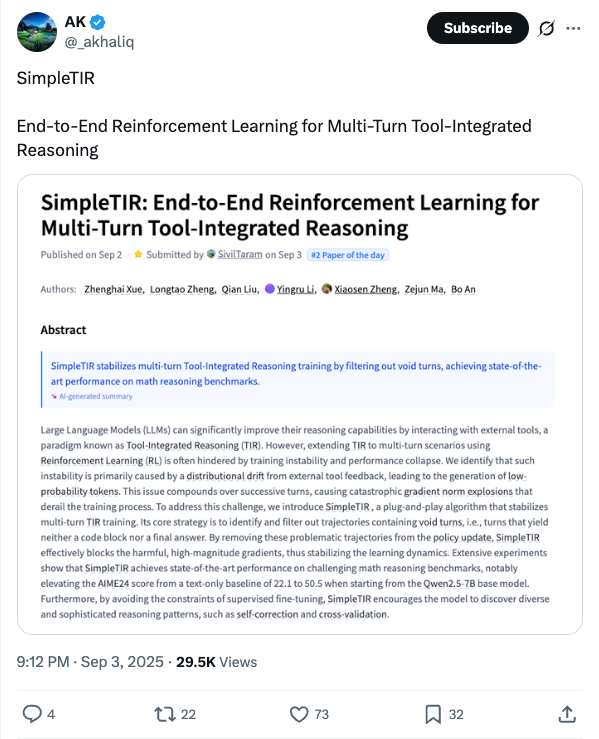 AK
@_akhaliq
Subscribe
SimpleTIR
End-to-End Reinforcement Learning for Multi-Turn Tool-Integrated
Reasoning
SimpleTIR: End-to-End Reinforcement Learning for
Multi-Turn Tool-Integrated Reasoning
Published on Sep 2 · Submitted by SivilTaram on Sep 3 #2 Paper of the day
Authors: Zhenghai Xue, Longtao Zheng, Qian Liu, Yingru Li, Xiaosen Zheng, Zejun Ma, Bo An
Abstract
SimpleTIR stabilizes multi-turn Tool-Integrated Reasoning training by filtering out void turns, achieving state-of-the-
art performance on math reasoning benchmarks.
AI-generated summary
Large Language Models (LLMs) can significantly improve their reasoning capabilities by interacting with external tools, a
paradigm known as Tool-Integrated Reasoning (TIR). However, extending TIR to multi-turn scenarios using
Reinforcement Learning (RL) is often hindered by training instability and performance collapse. We identify that such
instability is primarily caused by a distributional drift from external tool feedback, leading to the generation of low-
probability tokens. This issue compounds over successive turns, causing catastrophic gradient norm explosions that
derail the training process. To address this challenge, we introduce SimpleTIR , a plug-and-play algorithm that stabilizes
multi-turn TIR training. Its core strategy is to identify and filter out trajectories containing void turns, i.e., turns that yield
neither a code block nor a final answer. By removing these problematic trajectories from the policy update, SimpleTIR
effectively blocks the harmful, high-magnitude gradients, thus stabilizing the learning dynamics. Extensive experiments
show that SimpleTIR achieves state-of-the-art performance on challenging math reasoning benchmarks, notably
elevating the AIME24 score from a text-only baseline of 22.1 to 50.5 when starting from the Qwen2.5-7B base model.
Furthermore, by avoiding the constraints of supervised fine-tuning, SimpleTIR encourages the model to discover diverse
and sophisticated reasoning patterns, such as self-correction and cross-validation.
9:12 PM · Sep 3, 2025 · 29.5K Views
4 22 73 32